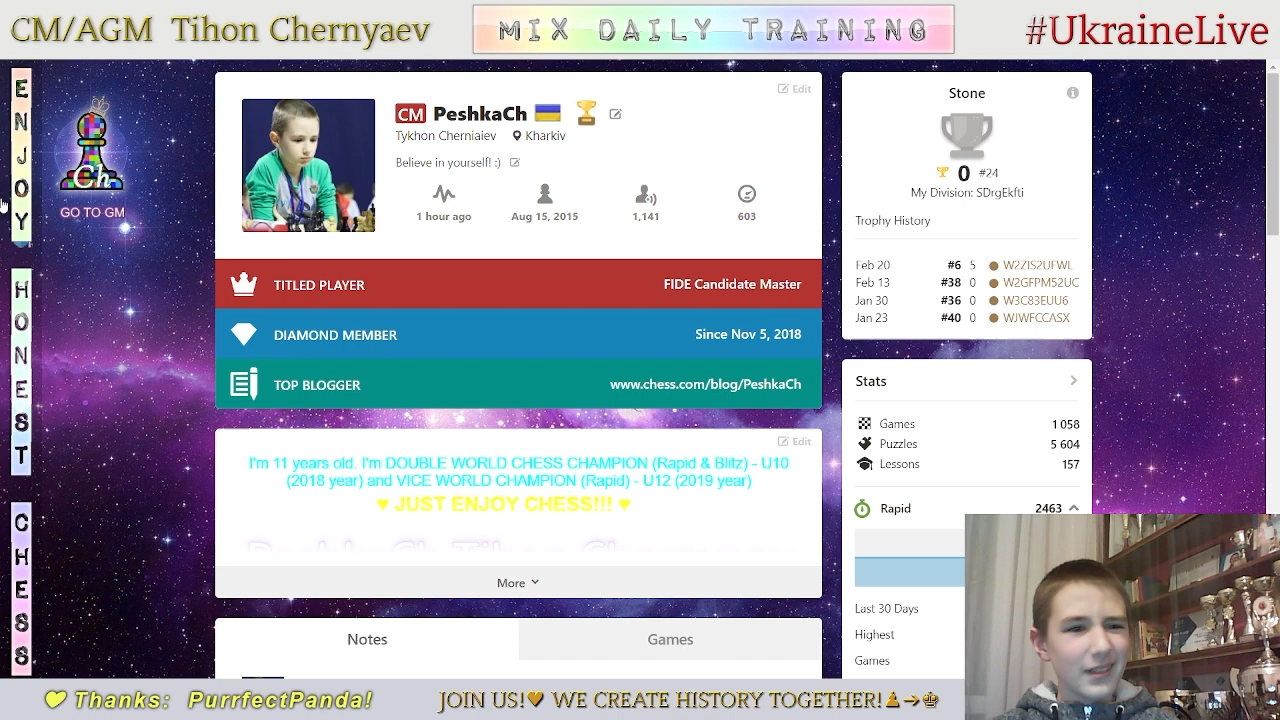 CM/AGM Tihon Chernyaev
MIX DAILY TRAINING
#UkraineLive
ENJOY
HONEST
CHESS
Ch
GO TO GM
Edit
CM PeshkaCh
Tykhon Cherniaiev Kharkiv
Believe in yourself! :)
1 hour ago Aug 15, 2015 1,141 603
TITLED PLAYER FIDE Candidate Master
DIAMOND MEMBER Since Nov 5, 2018
TOP BLOGGER www.chess.com/blog/PeshkaCh
Edit
I'm 11 years old. I'm DOUBLE WORLD CHESS CHAMPION (Rapid & Blitz) - U10
(2018 year) and VICE WORLD CHAMPION (Rapid) - U12 (2019 year)
♥ JUST ENJOY CHESS!!! ♥
More
Notes Games
Stone
0 #24
My Division: SDrgEkfti
Trophy History
Feb 20 #6 5 W2ZIS2UFWL
Feb 13 #38 0 W2GFPM52UC
Jan 30 #36 0 W3C83EUU6
Jan 23 #40 0 WJWFCCASX
Stats
Games 1 058
Puzzles 5 604
Lessons 157
Rapid 2463
Last 30 Days
Highest
Games
Thanks: PurrfectPanda!
JOIN US! WE CREATE HISTORY TOGETHER!